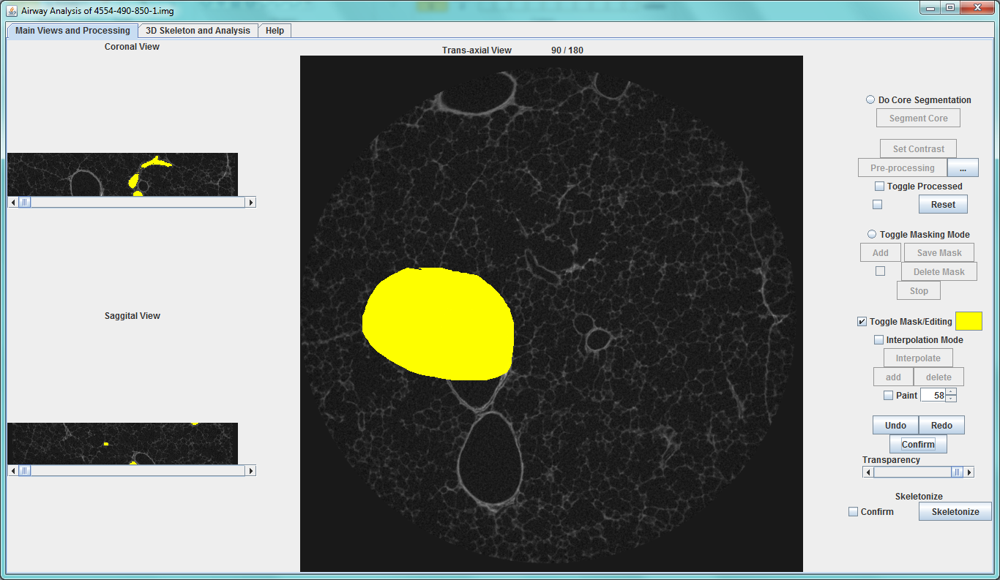 Airway Analysis of 4554-490-850-1.img
Main Views and Processing
3D Skeleton and Analysis
Help
Coronal View
Trans-axial View
90 / 180
Do Core Segmentation
Segment Core
Set Contrast
Pre-processing
...
Toggle Processed
Reset
Toggle Masking Mode
Add
Save Mask
Delete Mask
Stop
Saggital View
Toggle Mask/Editing
Interpolation Mode
Interpolate
add
delete
Paint
58
Undo
Redo
Confirm
Transparency
Skeletonize
Confirm
Skeletonize